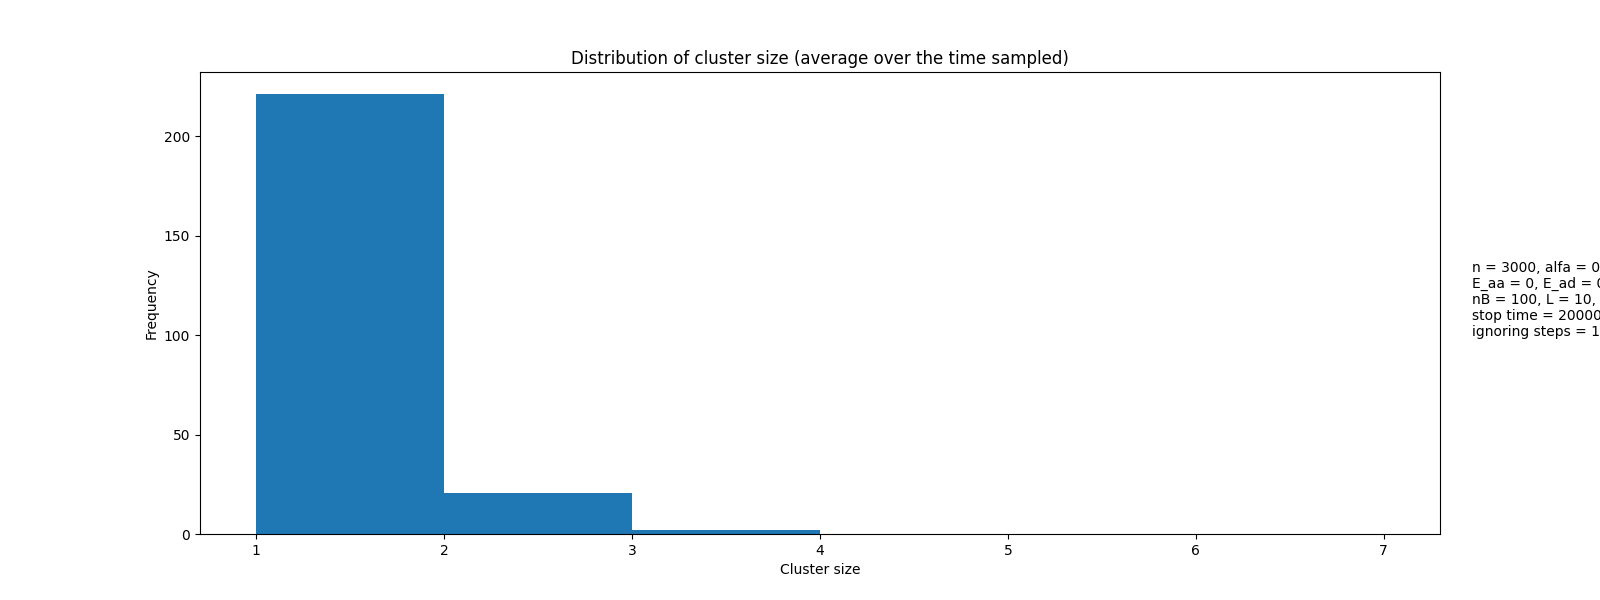 Distribution of cluster size (average over the time sampled)
200
150
100
50
0
Frequency
1 2 3 4 5 6 7
Cluster size
n = 3000, alfa = 0
E_aa = 0, E_ad = 0
nB = 100, L = 10,
stop time = 20000
ignoring steps = 1